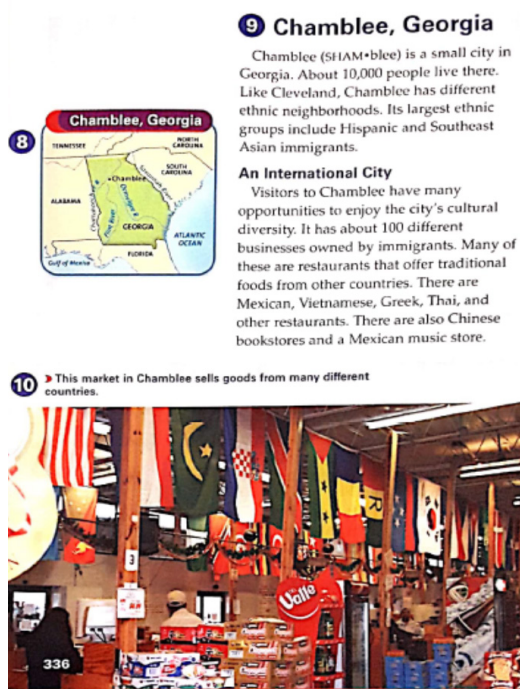 9 Chamblee, Georgia
Chamblee (SHAM•blee) is a small city in
Georgia. About 10,000 people live there.
Like Cleveland, Chamblee has different
ethnic neighborhoods. Its largest ethnic
groups include Hispanic and Southeast
Asian immigrants.
An International City
Visitors to Chamblee have many
opportunities to enjoy the city's cultural
diversity. It has about 100 different
businesses owned by immigrants. Many of
these are restaurants that offer traditional
foods from other countries. There are
Mexican, Vietnamese, Greek, Thai, and
other restaurants. There are also Chinese
bookstores and a Mexican music store.
8
Chamblee, Georgia
TENNESSEE
NORTH
CAROLINA
SOUTH
CAROLINA
Chamblee
ALABAMA
GEORGIA
ATLANTIC
OCEAN
FLORIDA
Gulf of Mexico
10 This market in Chamblee sells goods from many different
countries.
R
3
Valle
336